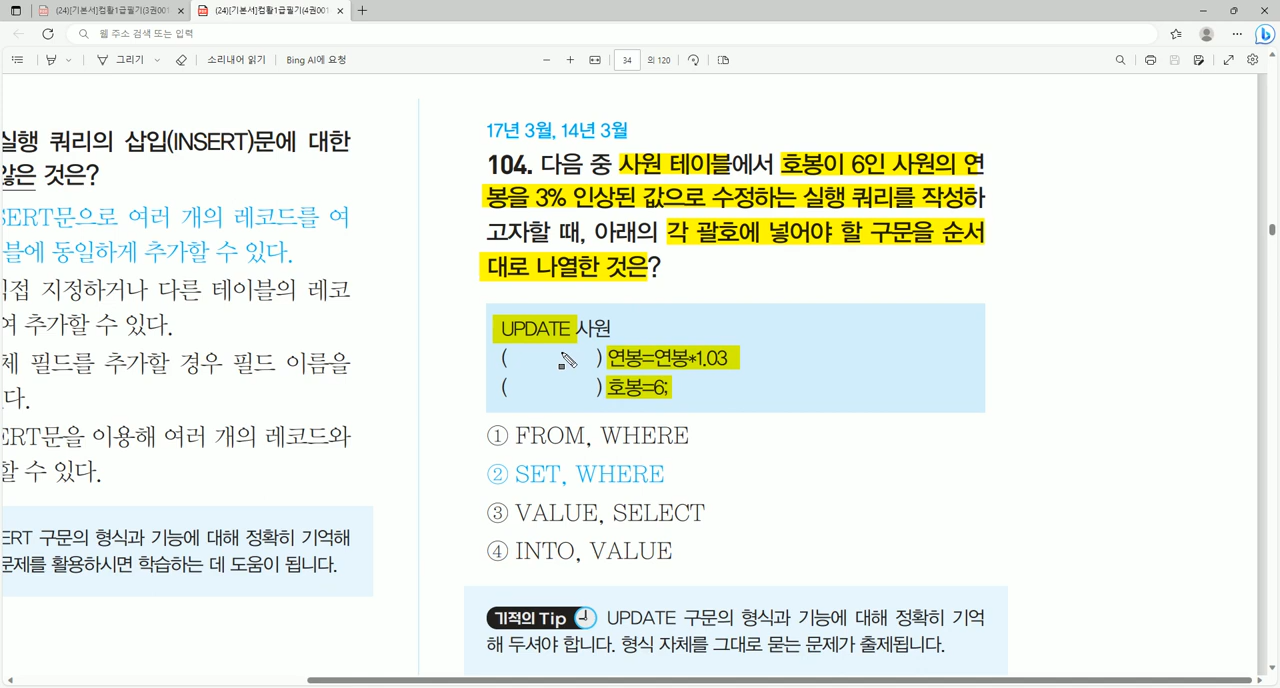 (24)[기본서]컴활1급필기(3권001
(24)[기본서]컴활1급필기(4권001
웹 주소 검색 또는 입력
그리기
소리내어 읽기
Bing AI에 요청
34
의 120
실행 쿼리의 삽입(INSERT)문에 대한
않은 것은?
SERT문으로 여러 개의 레코드를 여
블에 동일하게 추가할 수 있다.
접 지정하거나 다른 테이블의 레코
여 추가할 수 있다.
체 필드를 추가할 경우 필드 이름을
다.
ERT문을 이용해 여러 개의 레코드와
할 수 있다.
ERT 구문의 형식과 기능에 대해 정확히 기억해
문제를 활용하시면 학습하는 데 도움이 됩니다.
17년 3월, 14년 3월
104. 다음 중 사원 테이블에서 호봉이 6인 사원의 연
봉을 3% 인상된 값으로 수정하는 실행 쿼리를 작성하
고자할 때, 아래의 각 괄호에 넣어야 할 구문을 순서
대로 나열한 것은?
UPDATE 사원
( ) 연봉=연봉*1.03
( ) 호봉=6;
① FROM, WHERE
② SET, WHERE
③ VALUE, SELECT
④ INTO, VALUE
기적의 Tip UPDATE 구문의 형식과 기능에 대해 정확히 기억
해 두셔야 합니다. 형식 자체를 그대로 묻는 문제가 출제됩니다.